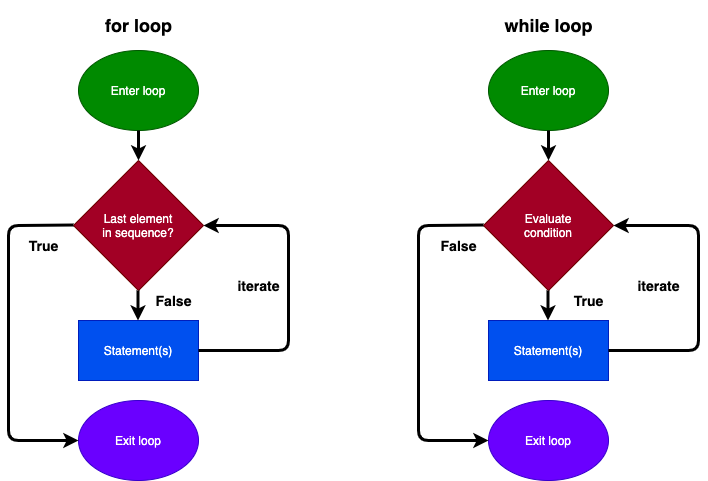 for loop
Enter loop
Last element
in sequence?
True
False
iterate
Statement(s)
Exit loop
while loop
Enter loop
Evaluate
condition
False
True
iterate
Statement(s)
Exit loop